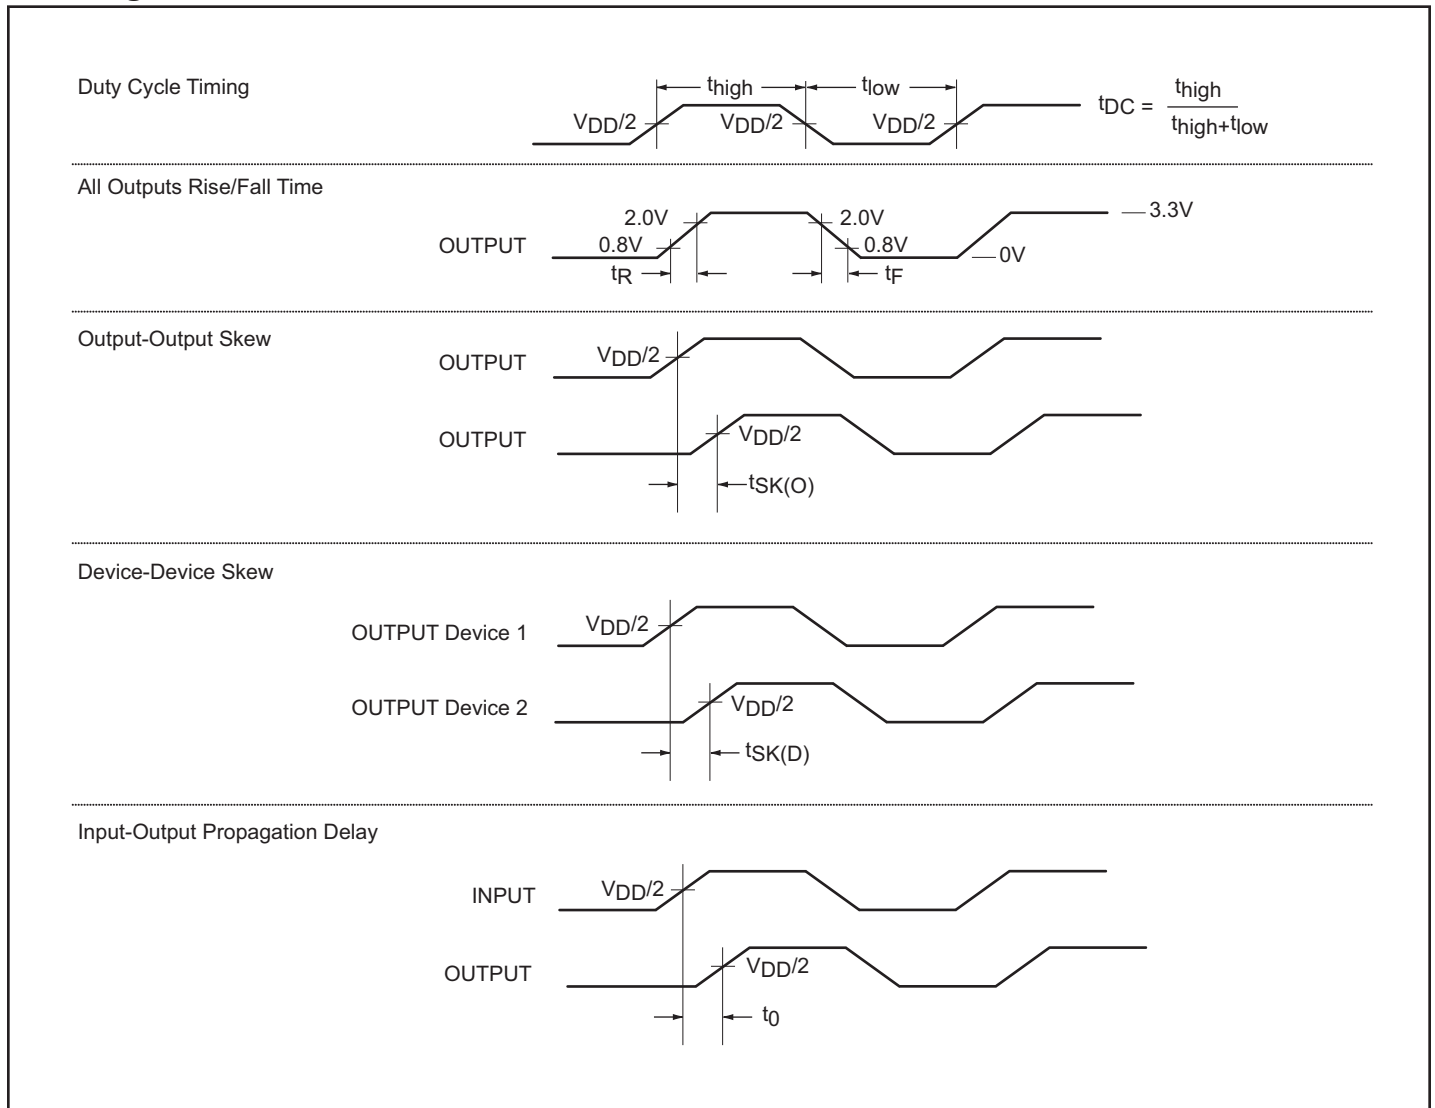 Duty Cycle Timing
thigh
tlow
VDD/2
VDD/2
VDD/2
tDC = thigh
thigh+tlow
All Outputs Rise/Fall Time
OUTPUT
2.0V
0.8V
tR
2.0V
0.8V
tF
3.3V
0V
Output-Output Skew
OUTPUT
VDD/2
OUTPUT
VDD/2
tSK(O)
Device-Device Skew
OUTPUT Device 1
VDD/2
OUTPUT Device 2
VDD/2
tSK(D)
Input-Output Propagation Delay
INPUT
VDD/2
OUTPUT
VDD/2
t0